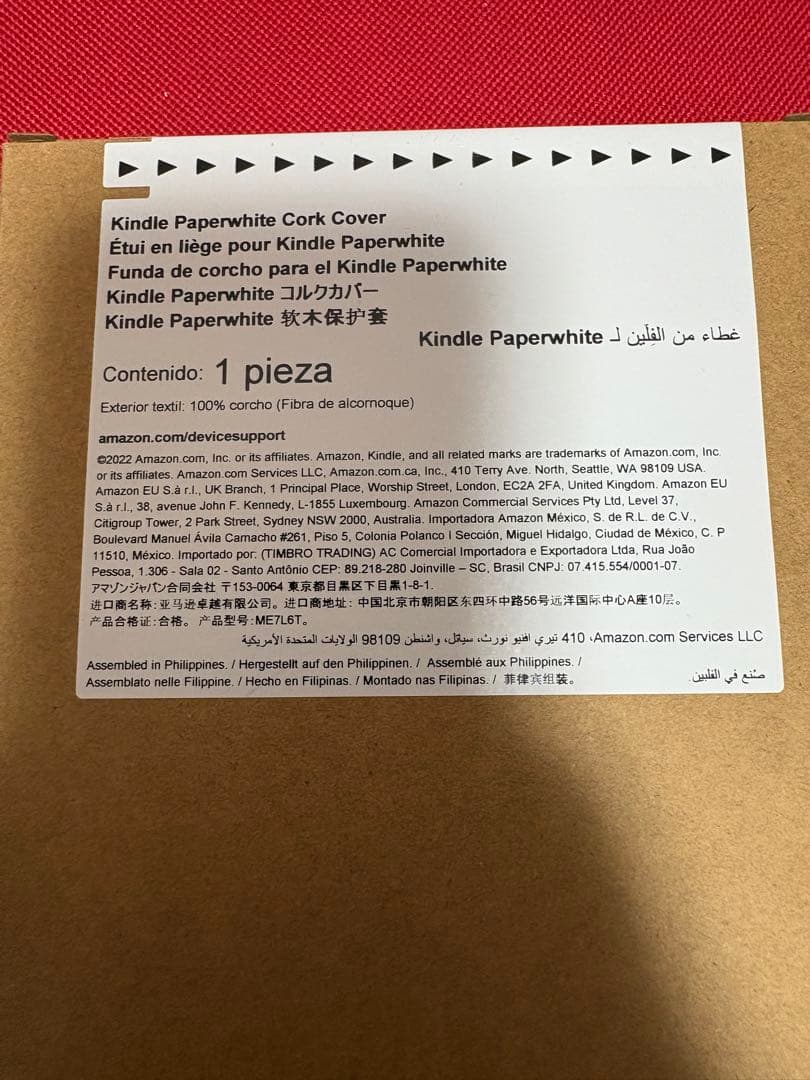 Kindle Paperwhite Cork Cover
Étui en liège pour Kindle Paperwhite
Funda de corcho para el Kindle Paperwhite
Kindle Paperwhite コルクカバー
Kindle Paperwhite 软木保护套
غطاء من الفِلّين لـ Kindle Paperwhite
Contenido: 1 pieza
Exterior textil: 100% corcho (Fibra de alcornoque)
amazon.com/devicesupport
©2022 Amazon.com, Inc. or its affiliates. Amazon, Kindle, and all related marks are trademarks of Amazon.com, Inc.
or its affiliates. Amazon.com Services LLC, Amazon.com.ca, Inc., 410 Terry Ave. North, Seattle, WA 98109 USA.
Amazon EU S.à r.l., UK Branch, 1 Principal Place, Worship Street, London, EC2A 2FA, United Kingdom. Amazon EU
S.à r.l., 38, avenue John F. Kennedy, L-1855 Luxembourg. Amazon Commercial Services Pty Ltd, Level 37,
Citigroup Tower, 2 Park Street, Sydney NSW 2000, Australia. Importadora Amazon México, S. de R.L. de C.V.,
Boulevard Manuel Ávila Camacho #261, Piso 5, Colonia Polanco I Sección, Miguel Hidalgo, Ciudad de México, C. P
11510, México. Importado por: (TIMBRO TRADING) AC Comercial Importadora e Exportadora Ltda, Rua João
Pessoa, 1.306 - Sala 02 - Santo Antônio CEP: 89.218-280 Joinville – SC, Brasil CNPJ: 07.415.554/0001-07.
アマゾンジャパン合同会社 〒153-0064 東京都目黒区下目黒1-8-1.
进口商名称: 亚马逊卓越有限公司。进口商地址: 中国北京市朝阳区东四环中路56号远洋国际中心A座10层。
产品合格证: 合格。 产品型号: ME7L6T。
Amazon.com Services LLC، 410 تيري افنيو نورث، سياتل، واشنطن 98109 الولايات المتحدة الأمريكية
Assembled in Philippines. / Hergestellt auf den Philippinen. / Assemblé aux Philippines. /
Assemblato nelle Filippine. / Hecho en Filipinas. / Montado nas Filipinas. / 菲律宾组装。
صُنع في الفلبين.